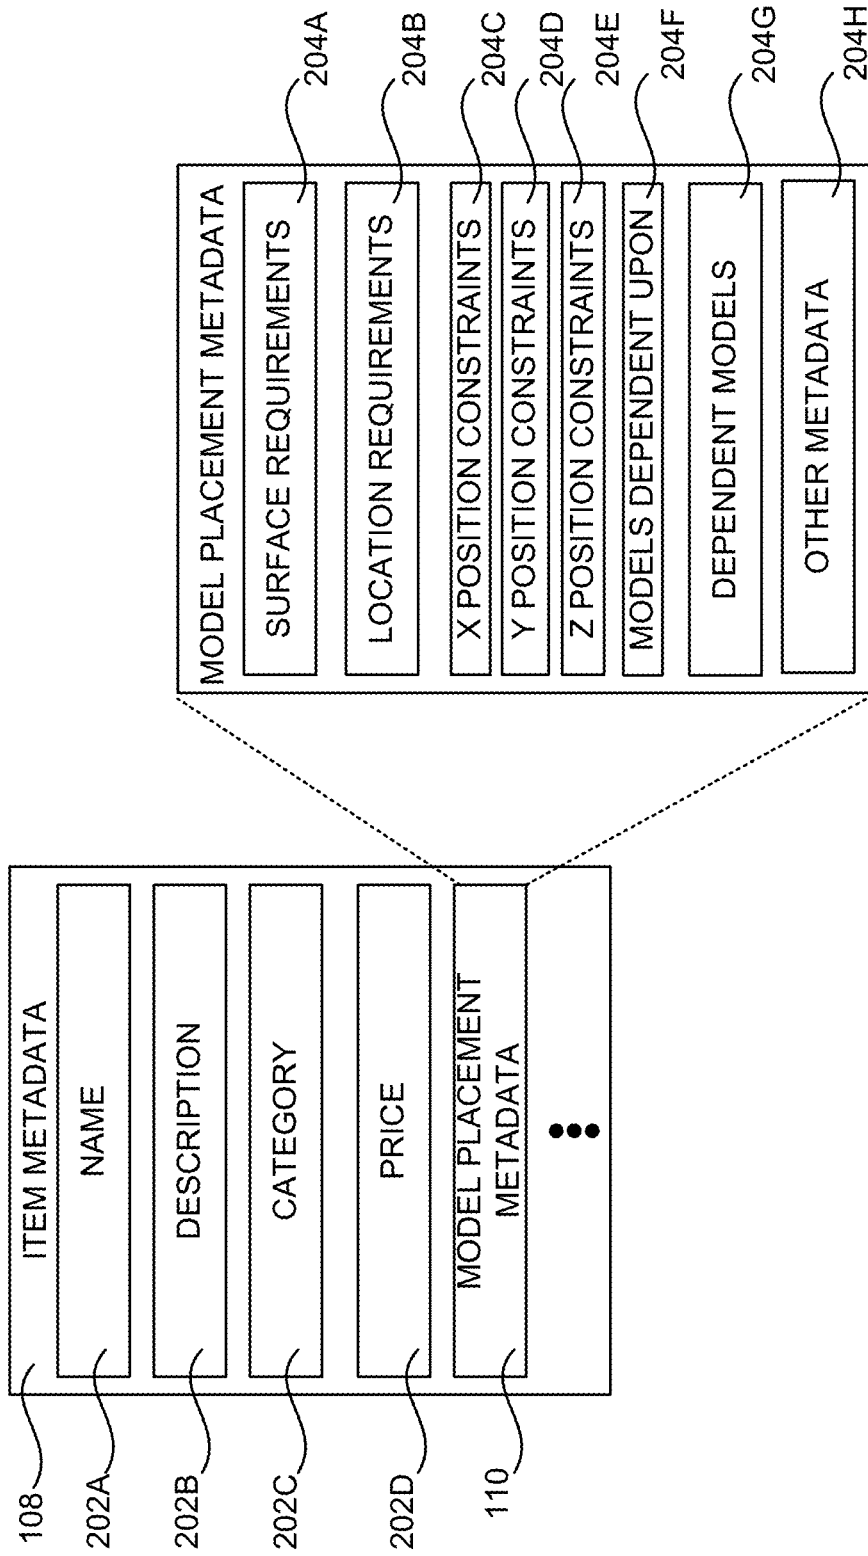 108
ITEM METADATA
202A
NAME
202B
DESCRIPTION
202C
CATEGORY
202D
PRICE
110
MODEL PLACEMENT
METADATA
MODEL PLACEMENT METADATA
SURFACE REQUIREMENTS
204A
LOCATION REQUIREMENTS
204B
X POSITION CONSTRAINTS
204C
Y POSITION CONSTRAINTS
204D
Z POSITION CONSTRAINTS
204E
MODELS DEPENDENT UPON
204F
DEPENDENT MODELS
204G
OTHER METADATA
204H